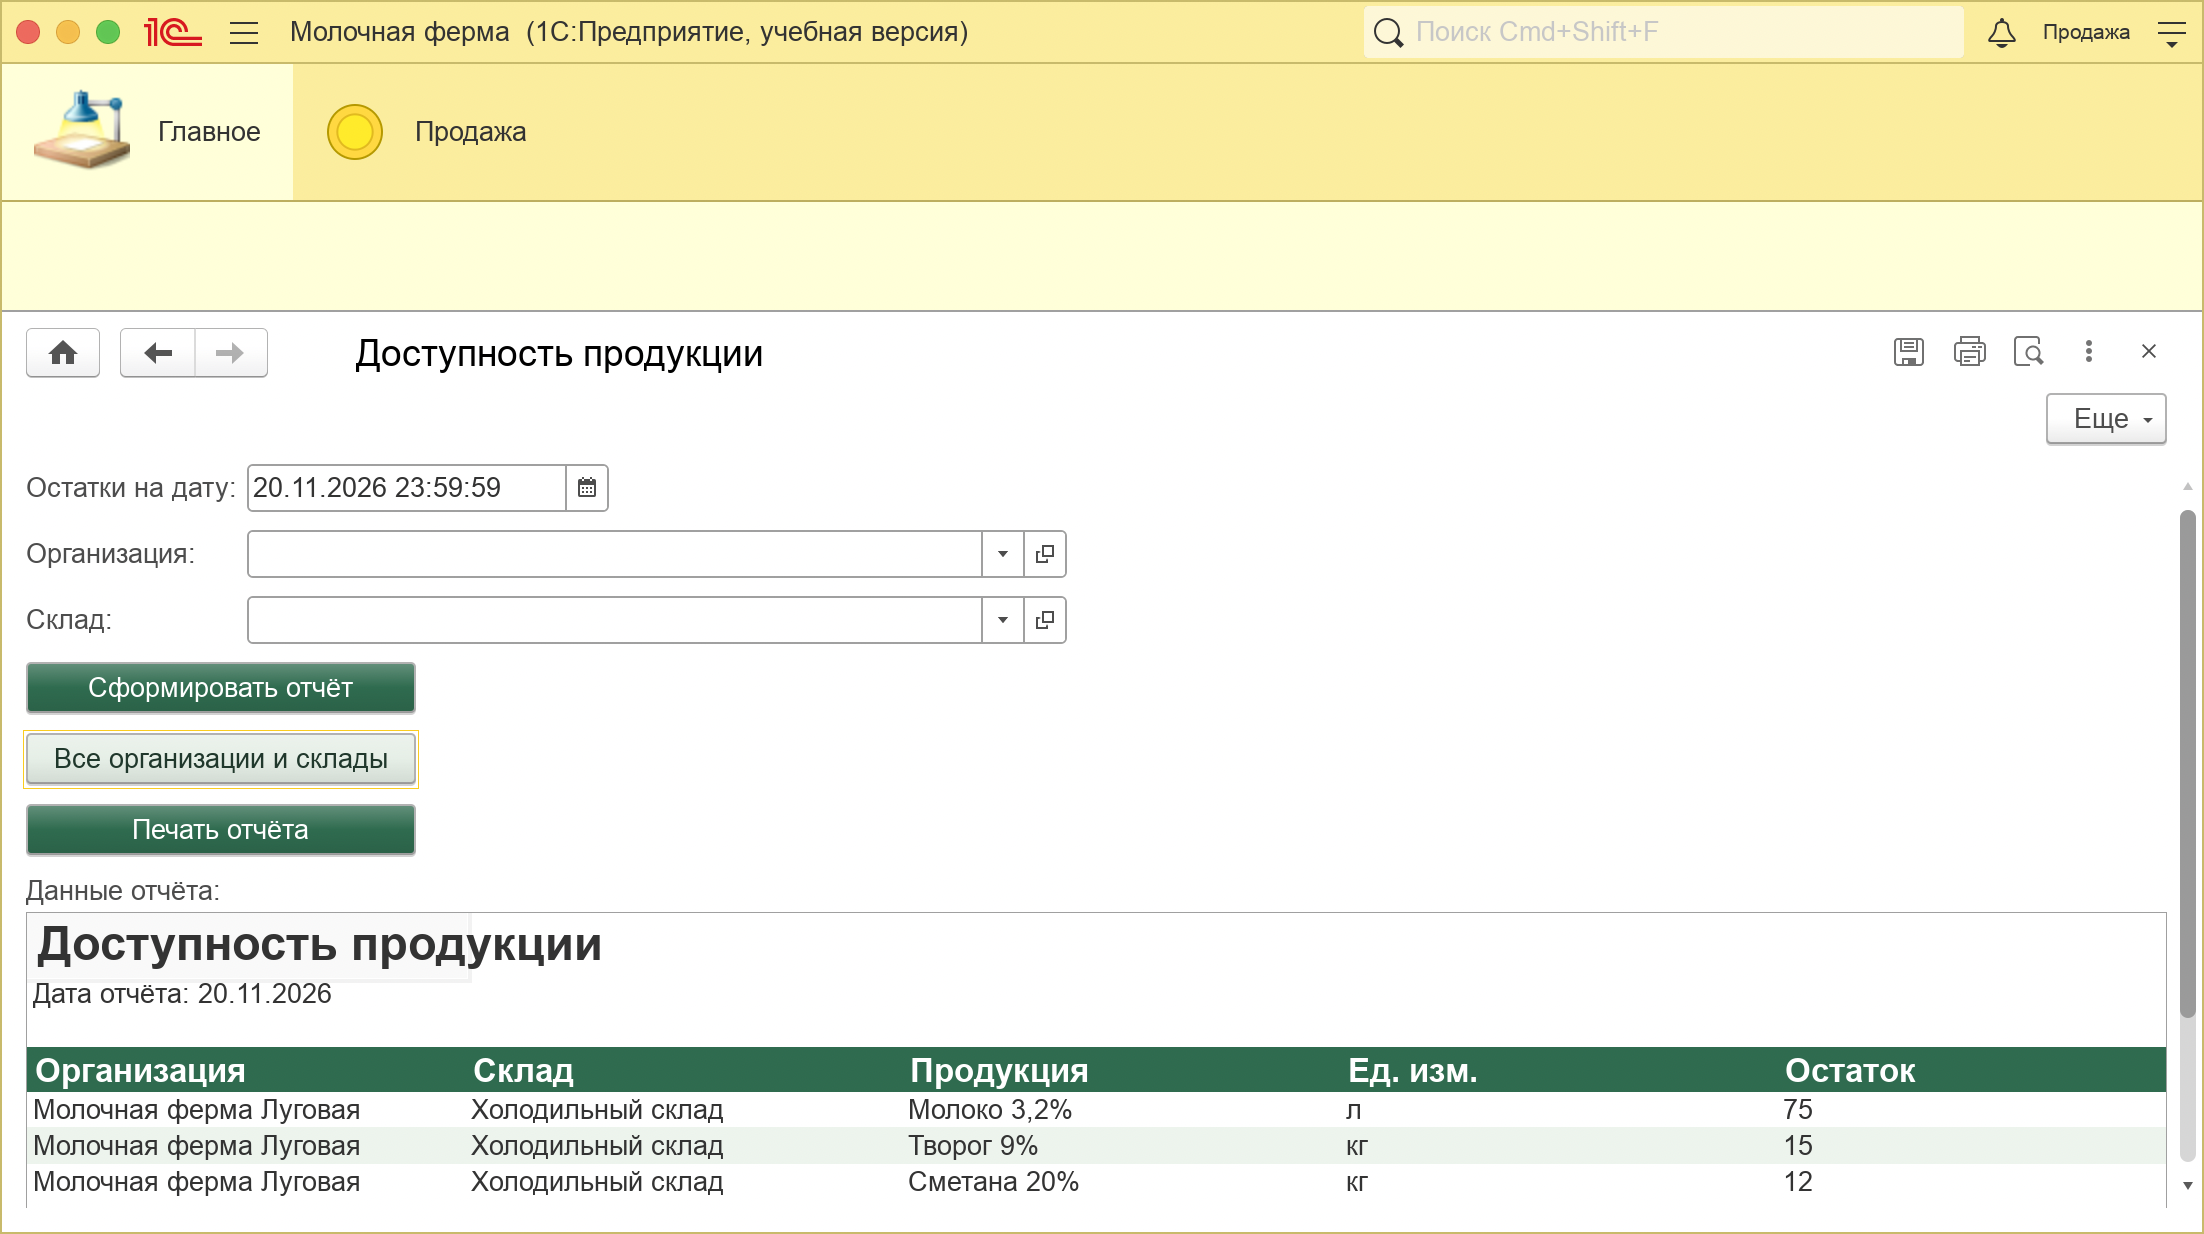 1С Молочная ферма (1С:Предприятие, учебная версия) Поиск Cmd+Shift+F Продажа
Главное Продажа
Доступность продукции
Еще
Остатки на дату: 20.11.2026 23:59:59
Организация:
Склад:
Сформировать отчёт
Все организации и склады
Печать отчёта
Данные отчёта:
Доступность продукции
Дата отчёта: 20.11.2026
Организация Склад Продукция Ед. изм. Остаток
Молочная ферма Луговая Холодильный склад Молоко 3,2% л 75
Молочная ферма Луговая Холодильный склад Творог 9% кг 15
Молочная ферма Луговая Холодильный склад Сметана 20% кг 12